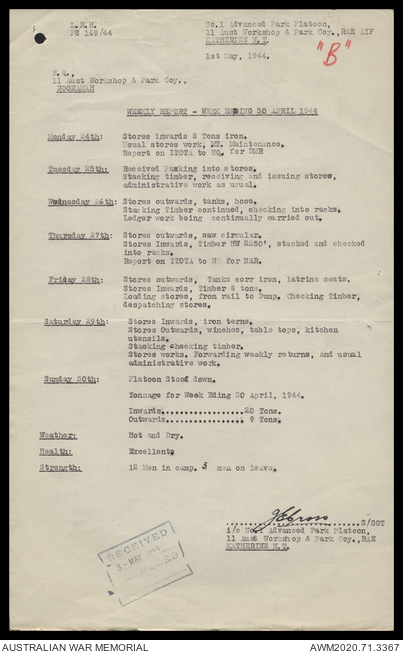 L.H.H.
PS 169/44
No.1 Advanced Park Platoon,
11 Aust Workshop & Park Coy.,RAE AIF
KATHERINE N.T.
"B"
1st May, 1944.
H.Q.,
11 Aust Workshop & Park Coy.,
NOONAMAH
WEEKLY REPORT - WEEK ENDING 30 APRIL 1944
Monday 24th: Stores inwards 8 Tons iron.
Usual stores work, MT. Maintenance.
Report on ITOTA to HQ. for DMR
Tuesday 25th: Received Packing into stores.
Stacking timber, receiving and issuing stores.
administrative work as usual.
Wednesday 26th: Stores outwards, tanks, hose.
Stacking Timber continued, checking into racks.
Ledger work being continually carried out.
Thursday 27th: Stores outwards, saw circular.
Stores Inwards, Timber HW 2250', stacked and checked
into racks.
Report on ITOTA to HQ for NAR.
Friday 28th: Stores outwards, Tanks corr iron, latrine seats.
Stores Inwards, Timber 8 tons.
Loading stores, from rail to Dump. Checking Timber,
despatching stores.
Saturday 29th: Stores Inwards, iron terns.
Stores Outwards, winches, table tops, kitchen
utensils.
Stacking checking timber.
Stores works. Forwarding weekly returns, and usual
administrative work.
Sunday 30th: Platoon Stoof down.
Tonnage for Week Eding 30 April, 1944.
Inwards..................20 Tons.
Outwards.................. 9 Tons.
Weather: Hot and Dry.
Health: Excellent.
Strength: 12 Men in camp. 3 man on leave.
S/SGT
i/c No.1 Advanced Park Platoon,
11 Aust Workshop & Park Coy.,RAE
KATHERINE N.T.
RECEIVED
AUSTRALIAN WAR MEMORIAL
AWM2020.71.3367